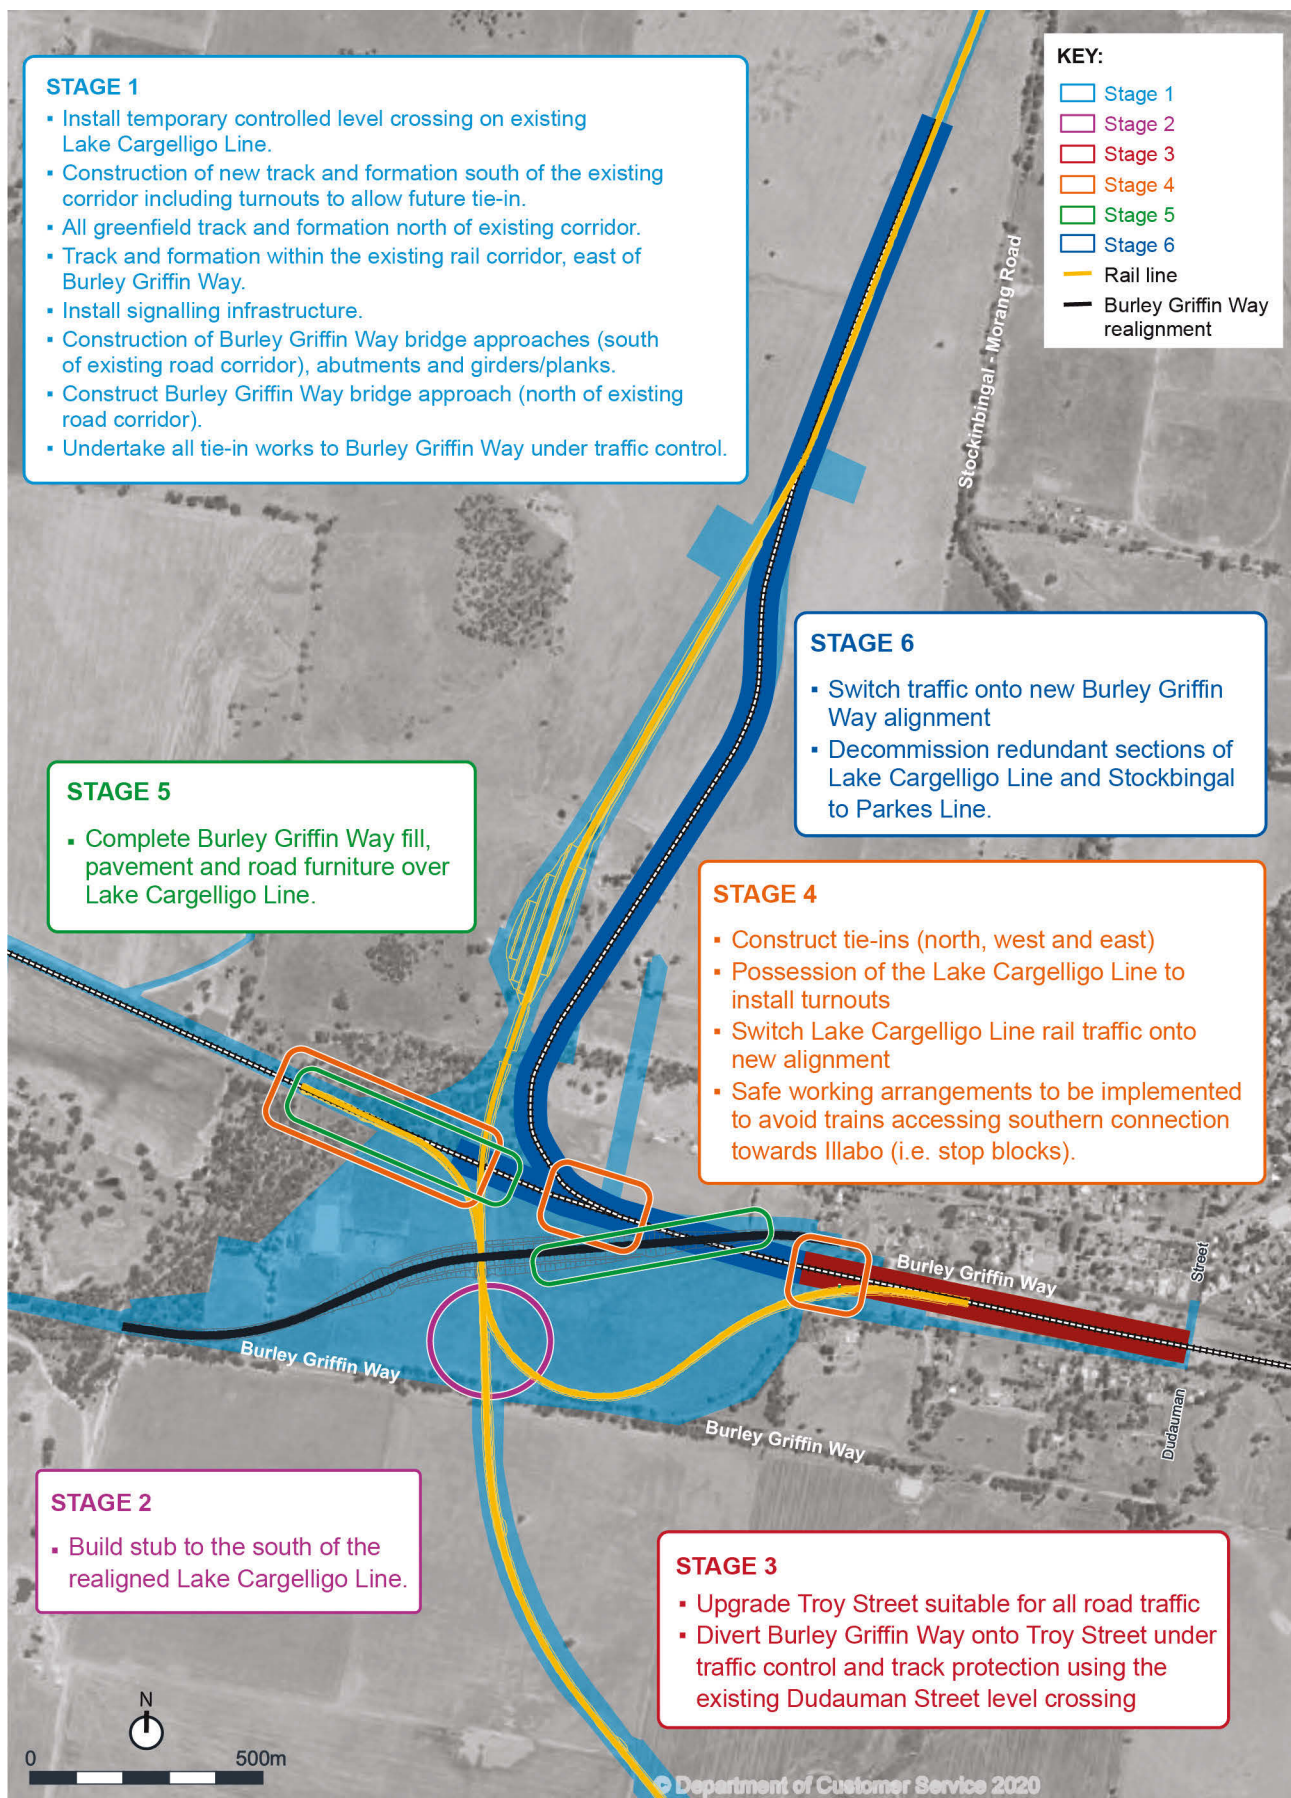 STAGE 1
▪ Install temporary controlled level crossing on existing
Lake Cargelligo Line.
▪ Construction of new track and formation south of the existing
corridor including turnouts to allow future tie-in.
▪ All greenfield track and formation north of existing corridor.
▪ Track and formation within the existing rail corridor, east of
Burley Griffin Way.
▪ Install signalling infrastructure.
▪ Construction of Burley Griffin Way bridge approaches (south
of existing road corridor), abutments and girders/planks.
▪ Construct Burley Griffin Way bridge approach (north of existing
road corridor).
▪ Undertake all tie-in works to Burley Griffin Way under traffic control.
KEY:
Stage 1
Stage 2
Stage 3
Stage 4
Stage 5
Stage 6
Rail line
Burley Griffin Way
realignment
Stockinbingal - Morang Road
STAGE 6
▪ Switch traffic onto new Burley Griffin
Way alignment
▪ Decommission redundant sections of
Lake Cargelligo Line and Stockbingal
to Parkes Line.
STAGE 5
▪ Complete Burley Griffin Way fill,
pavement and road furniture over
Lake Cargelligo Line.
STAGE 4
▪ Construct tie-ins (north, west and east)
▪ Possession of the Lake Cargelligo Line to
install turnouts
▪ Switch Lake Cargelligo Line rail traffic onto
new alignment
▪ Safe working arrangements to be implemented
to avoid trains accessing southern connection
towards Illabo (i.e. stop blocks).
Burley Griffin Way
Street
Dudauman
Burley Griffin Way
Burley Griffin Way
STAGE 2
▪ Build stub to the south of the
realigned Lake Cargelligo Line.
STAGE 3
▪ Upgrade Troy Street suitable for all road traffic
▪ Divert Burley Griffin Way onto Troy Street under
traffic control and track protection using the
existing Dudauman Street level crossing
N
0 500m
© Department of Customer Service 2020